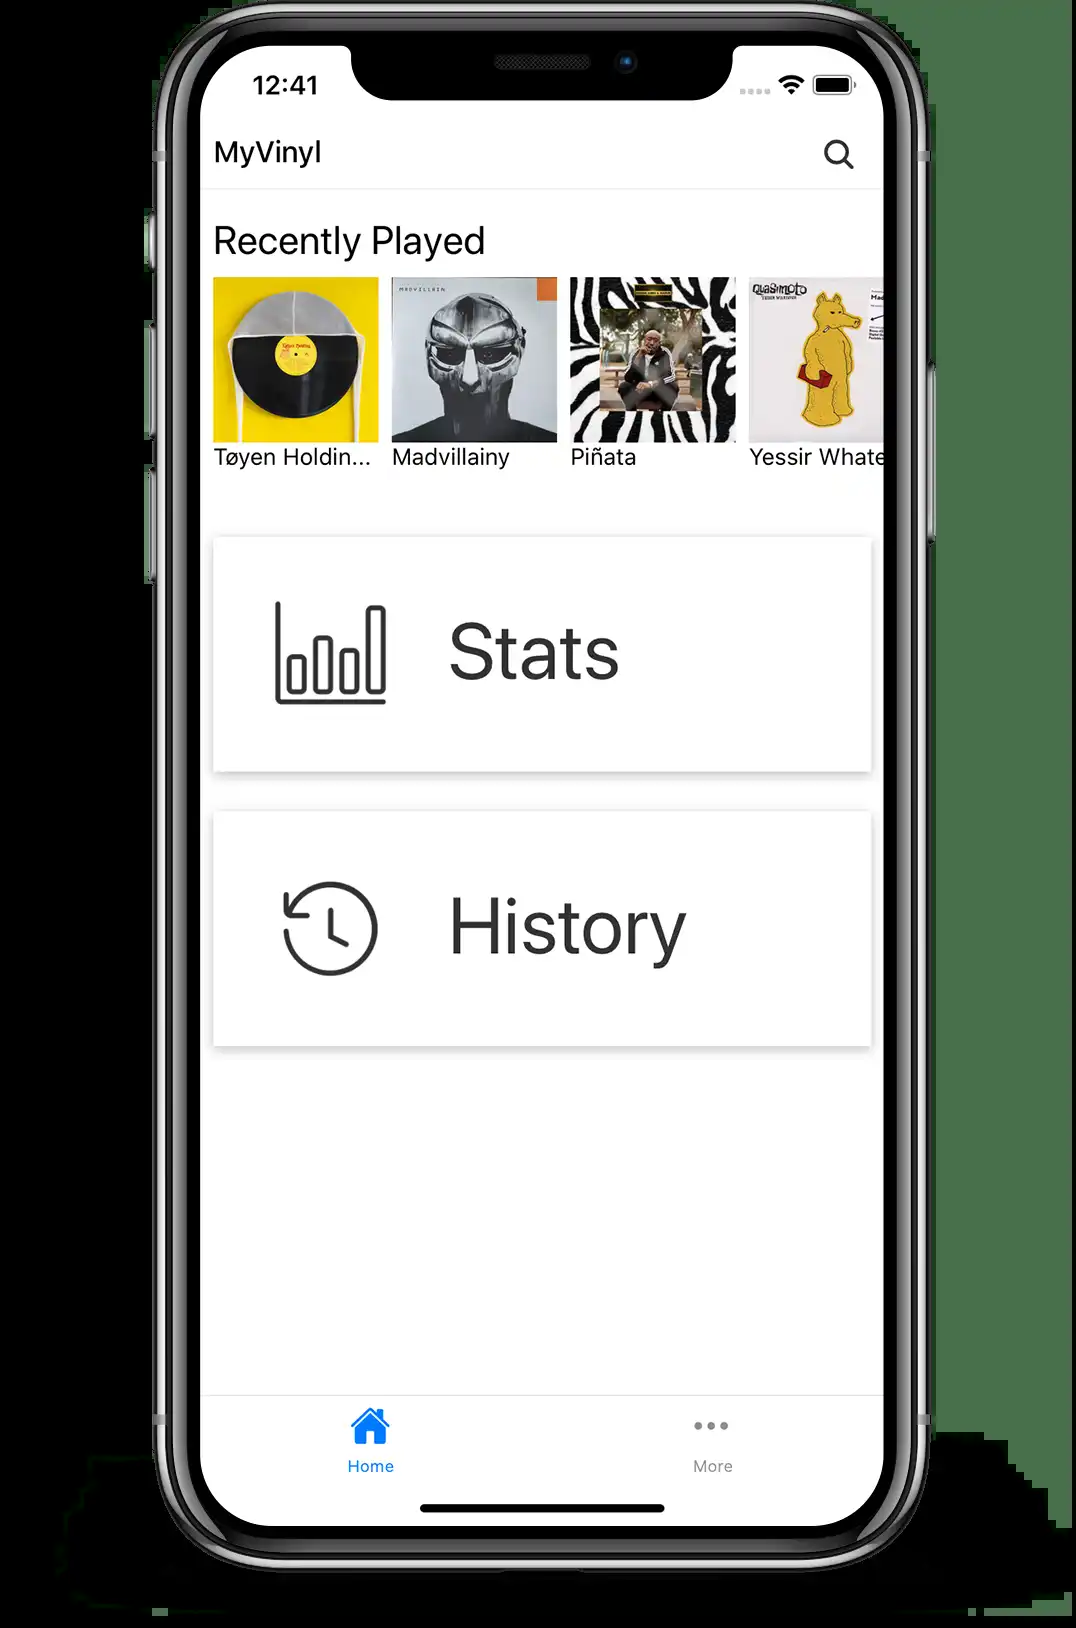 12:41
MyVinyl
Recently Played
MADVILLAIN
Quasimoto
Tøyen Holdin...
Madvillainy
Piñata
Yessir Whate
Stats
History
Home
More